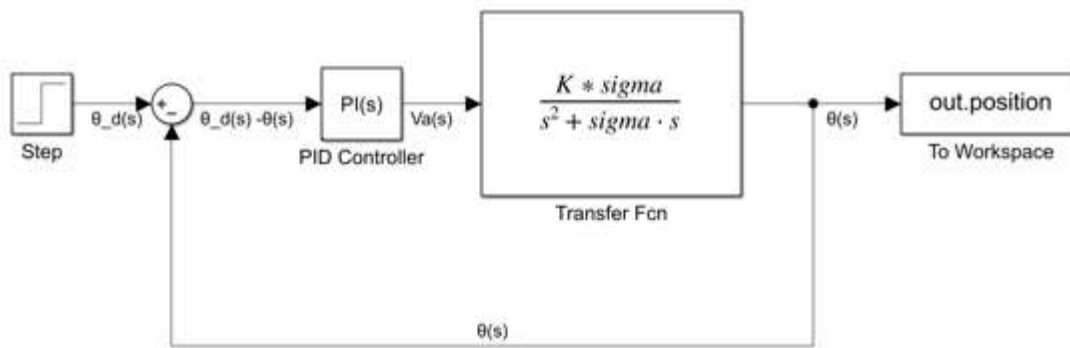 θ_d(s)
Step
+
−
θ_d(s) -θ(s)
PI(s)
PID Controller
Va(s)
K * sigma
s² + sigma · s
Transfer Fcn
θ(s)
out.position
To Workspace
θ(s)